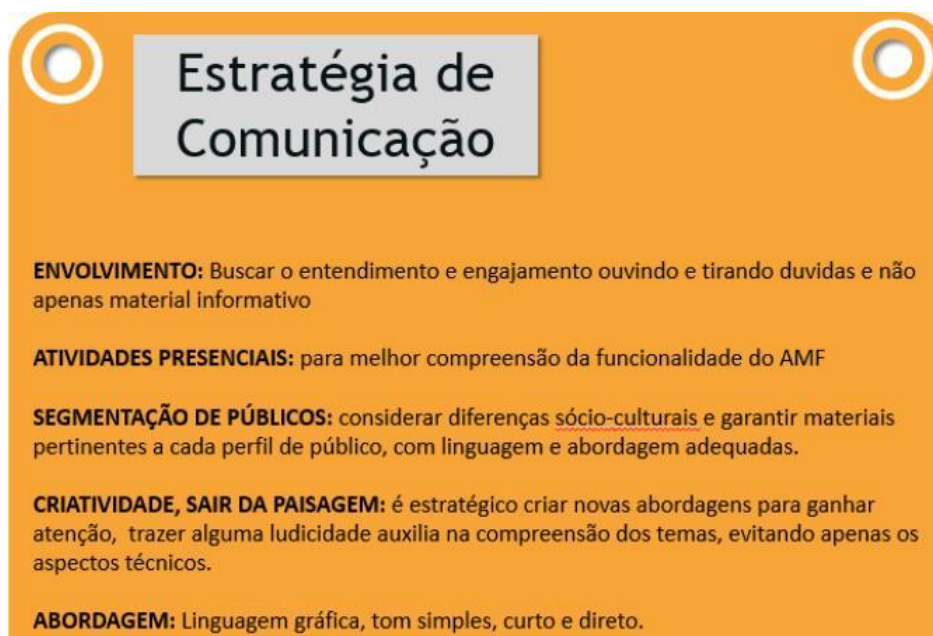 Estratégia de
Comunicação
ENVOLVIMENTO: Buscar o entendimento e engajamento ouvindo e tirando duvidas e não
apenas material informativo
ATIVIDADES PRESENCIAIS: para melhor compreensão da funcionalidade do AMF
SEGMENTAÇÃO DE PÚBLICOS: considerar diferenças sócio-culturais e garantir materiais
pertinentes a cada perfil de público, com linguagem e abordagem adequadas.
CRIATIVIDADE, SAIR DA PAISAGEM: é estratégico criar novas abordagens para ganhar
atenção, trazer alguma ludicidade auxilia na compreensão dos temas, evitando apenas os
aspectos técnicos.
ABORDAGEM: Linguagem gráfica, tom simples, curto e direto.